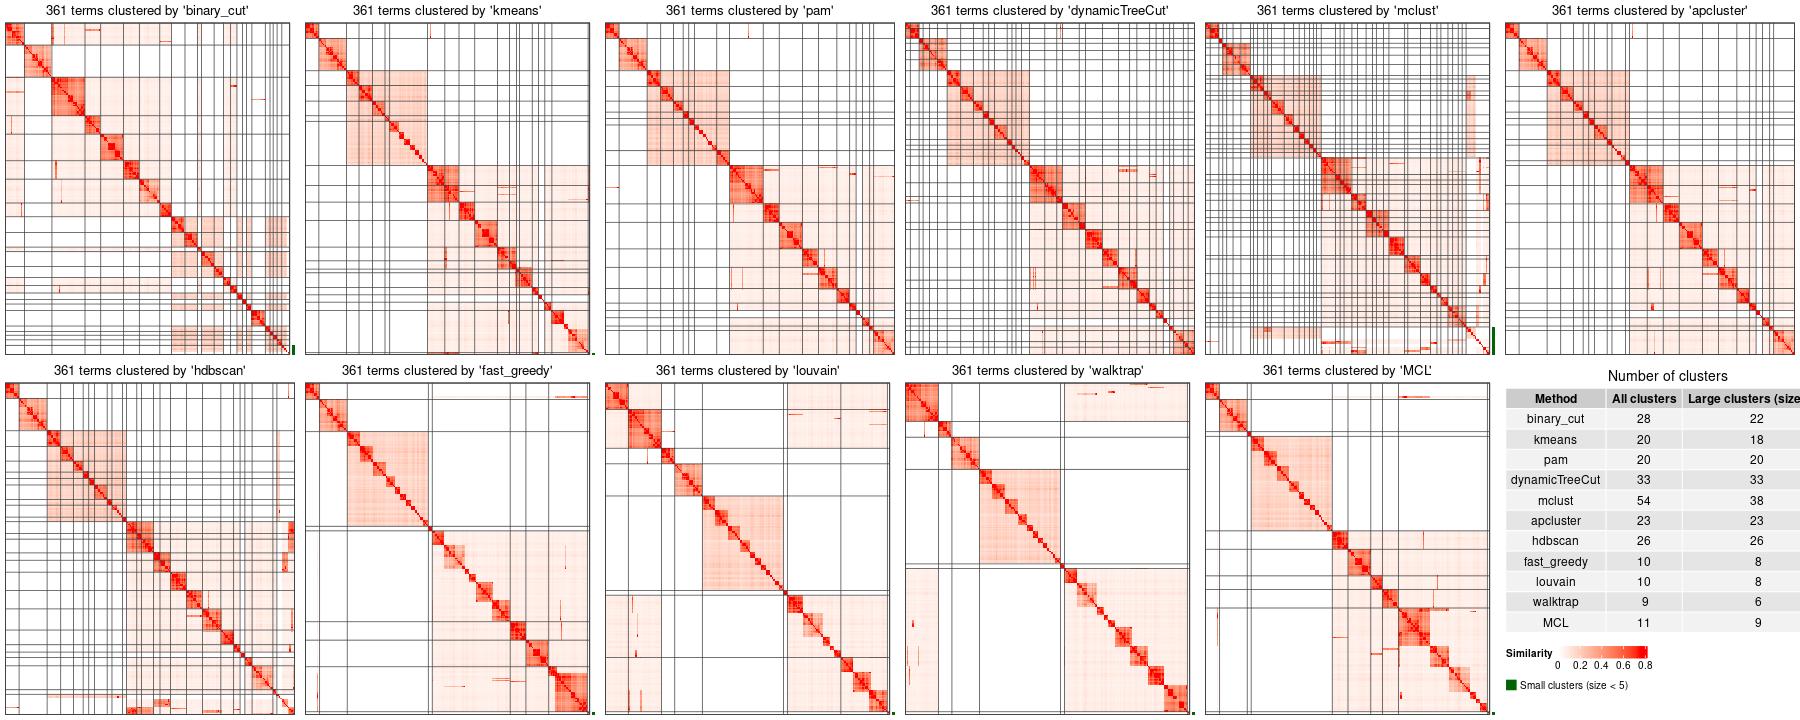 361 terms clustered by 'binary_cut'
361 terms clustered by 'kmeans'
361 terms clustered by 'pam'
361 terms clustered by 'dynamicTreeCut'
361 terms clustered by 'mclust'
361 terms clustered by 'apcluster'
361 terms clustered by 'hdbscan'
361 terms clustered by 'fast_greedy'
361 terms clustered by 'louvain'
361 terms clustered by 'walktrap'
361 terms clustered by 'MCL'
Number of clusters
Method All clusters Large clusters (size
binary_cut 28 22
kmeans 20 18
pam 20 20
dynamicTreeCut 33 33
mclust 54 38
apcluster 23 23
hdbscan 26 26
fast_greedy 10 8
louvain 10 8
walktrap 9 6
MCL 11 9
Similarity
0 0.2 0.4 0.6 0.8
Small clusters (size < 5)